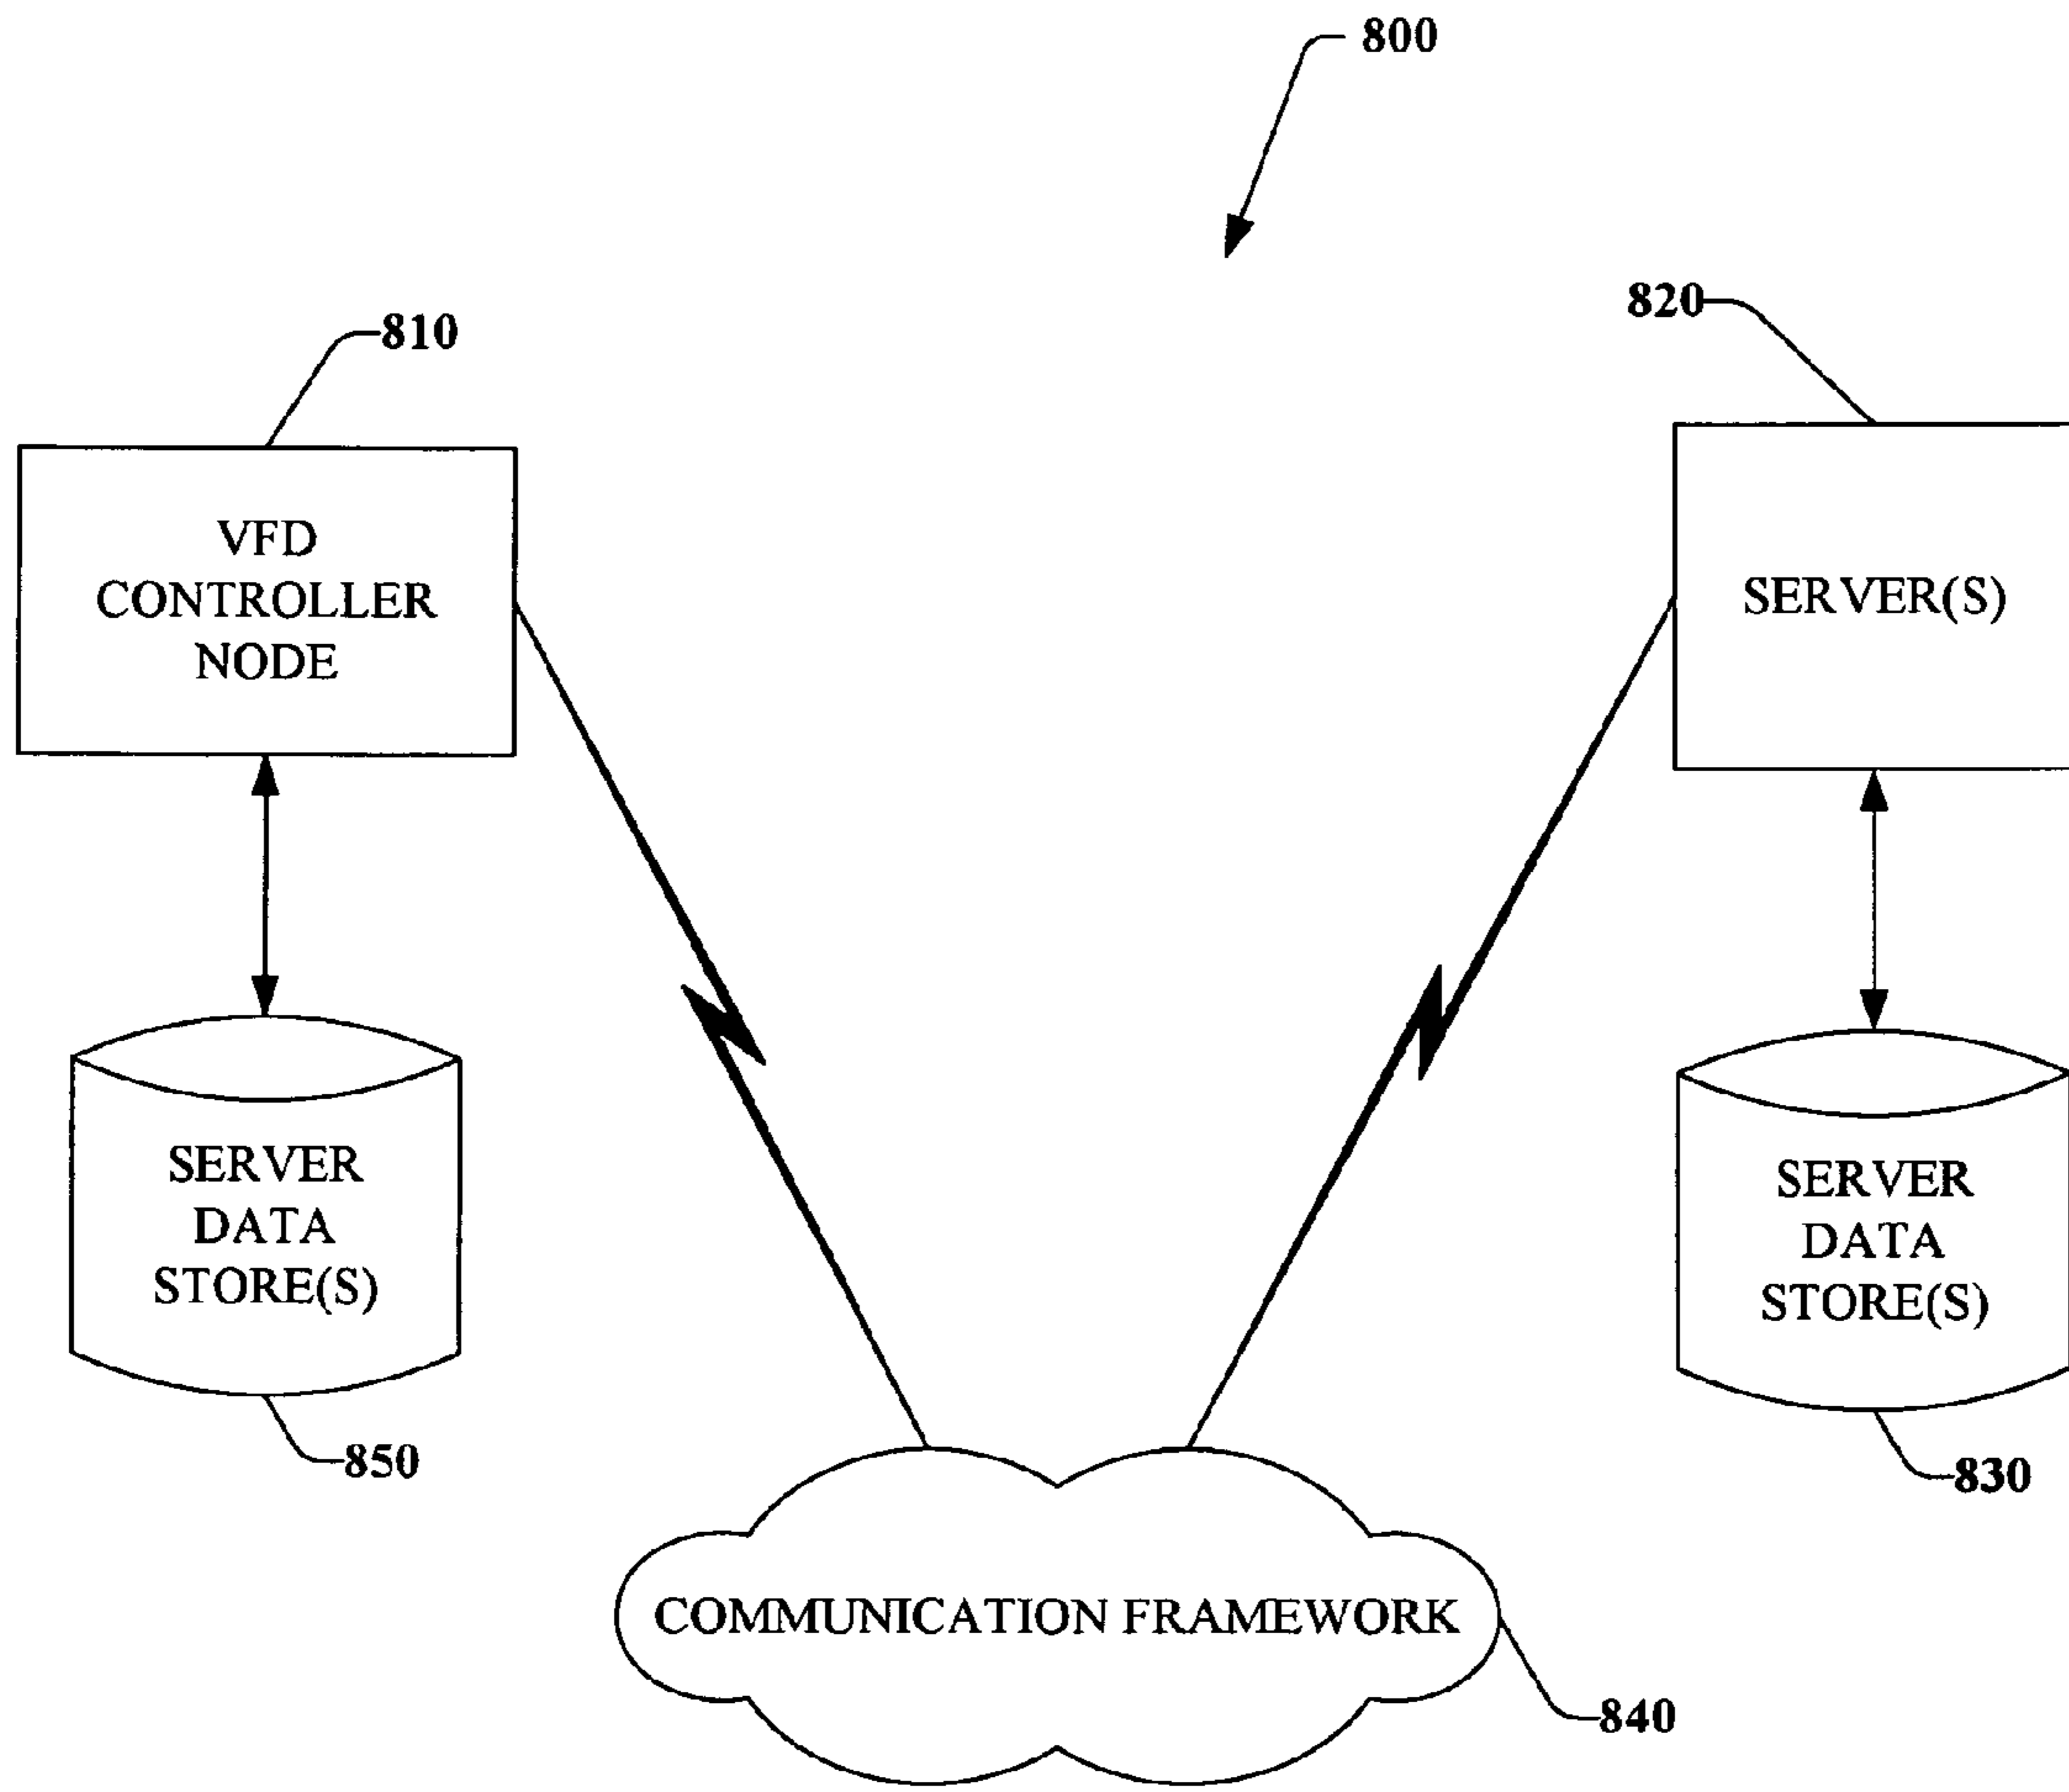 800
820
810
VFD
CONTROLLER
NODE
SERVER(S)
SERVER
DATA
STORE(S)
SERVER
DATA
STORE(S)
850
830
COMMUNICATION FRAMEWORK
840